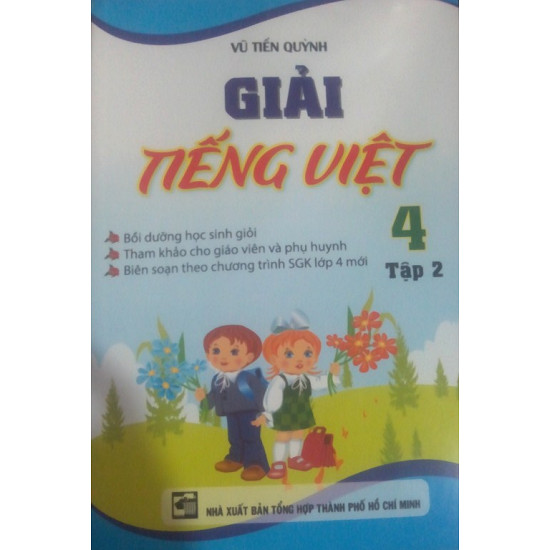 VŨ TIẾN QUỲNH
GIẢI
TIẾNG VIỆT
4
Tập 2
Bồi dưỡng học sinh giỏi
Tham khảo cho giáo viên và phụ huynh
Biên soạn theo chương trình SGK lớp 4 mới
NHÀ XUẤT BẢN TỔNG HỢP THÀNH PHỐ HỒ CHÍ MINH